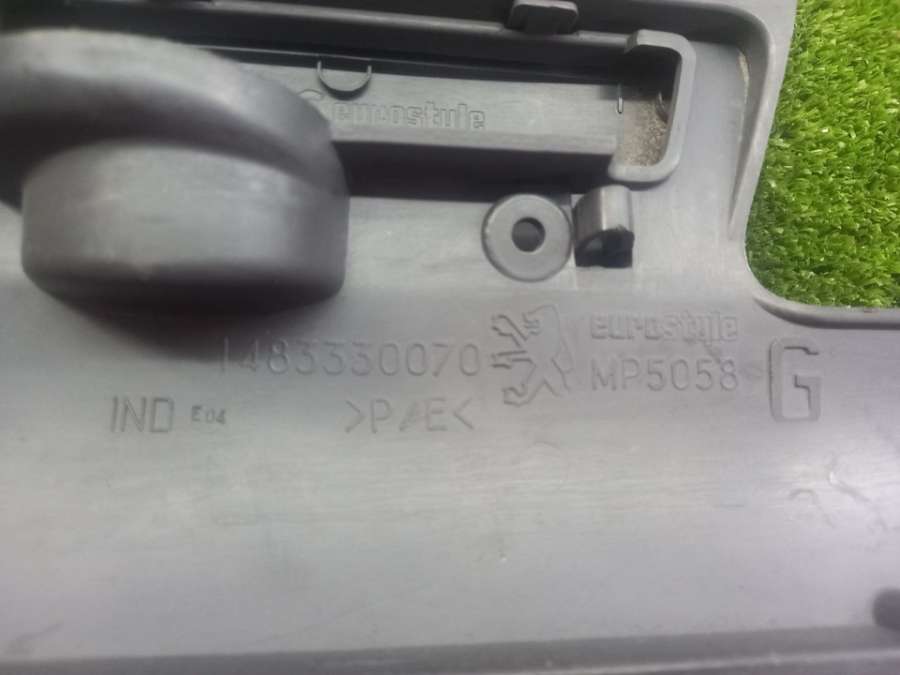 eurostyle
eurostyle
1483330070 MP5058 G
IND E04 >P/E<